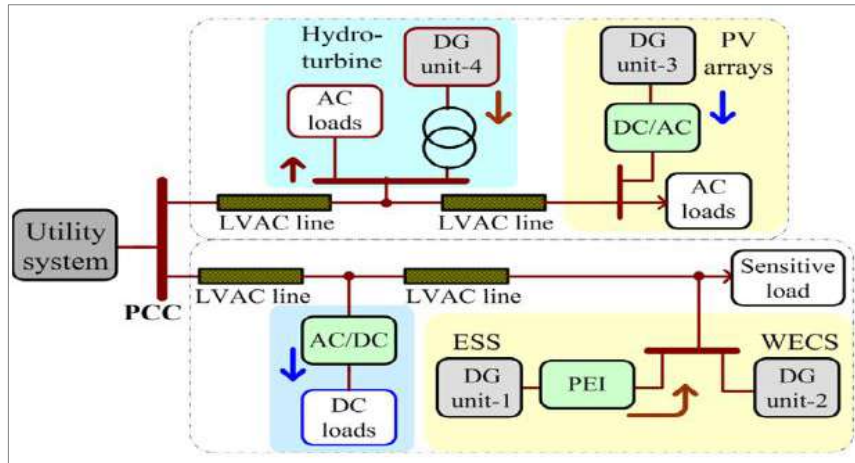 Hydro-
turbine
DG
unit-4
AC
loads
DG
unit-3
PV
arrays
DC/AC
AC
loads
LVAC line
LVAC line
Utility
system
PCC
LVAC line
LVAC line
Sensitive
load
AC/DC
DC
loads
ESS
DG
unit-1
PEI
WECS
DG
unit-2